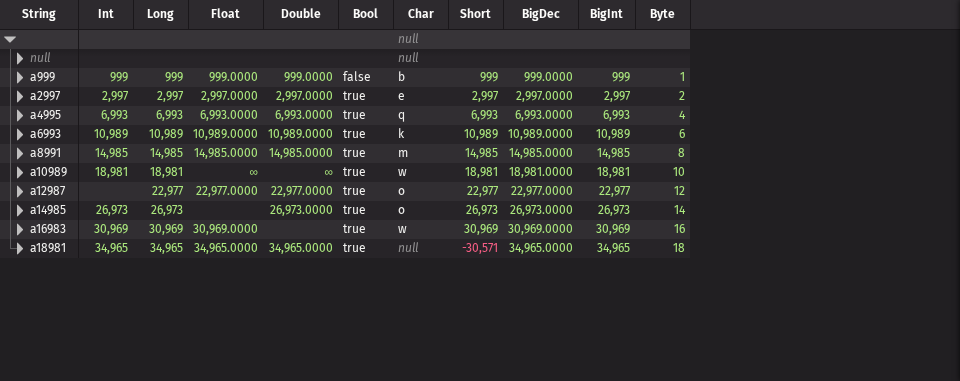 String Int Long Float Double Bool Char Short BigDec BigInt Byte
null
null null
a999 999 999 999.0000 999.0000 false b 999 999.0000 999 1
a2997 2,997 2,997 2,997.0000 2,997.0000 true e 2,997 2,997.0000 2,997 2
a4995 6,993 6,993 6,993.0000 6,993.0000 true q 6,993 6,993.0000 6,993 4
a6993 10,989 10,989 10,989.0000 10,989.0000 true k 10,989 10,989.0000 10,989 6
a8991 14,985 14,985 14,985.0000 14,985.0000 true m 14,985 14,985.0000 14,985 8
a10989 18,981 18,981 ∞ ∞ true w 18,981 18,981.0000 18,981 10
a12987 22,977 22,977.0000 22,977.0000 true o 22,977 22,977.0000 22,977 12
a14985 26,973 26,973 26,973.0000 true o 26,973 26,973.0000 26,973 14
a16983 30,969 30,969 30,969.0000 true w 30,969 30,969.0000 30,969 16
a18981 34,965 34,965 34,965.0000 34,965.0000 true null -30,571 34,965.0000 34,965 18